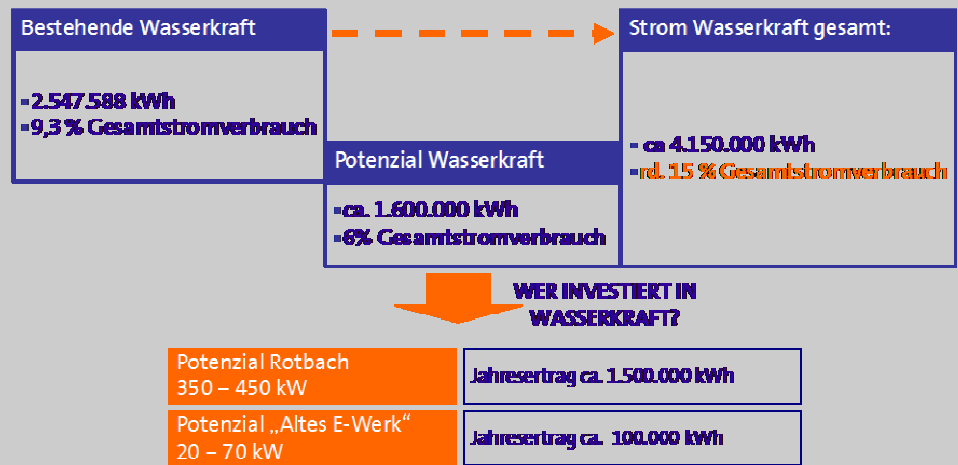 Bestehende Wasserkraft
▪2.547.588 kWh
▪9,3 % Gesamtstromverbrauch
Potenzial Wasserkraft
▪ca. 1.600.000 kWh
▪6% Gesamtstromverbrauch
Strom Wasserkraft gesamt:
▪ ca 4.150.000 kWh
▪rd. 15 % Gesamtstromverbrauch
WER INVESTIERT IN
WASSERKRAFT?
Potenzial Rotbach
350 – 450 kW
Jahresertrag ca. 1.500.000 kWh
Potenzial „Altes E-Werk“
20 – 70 kW
Jahresertrag ca. 100.000 kWh